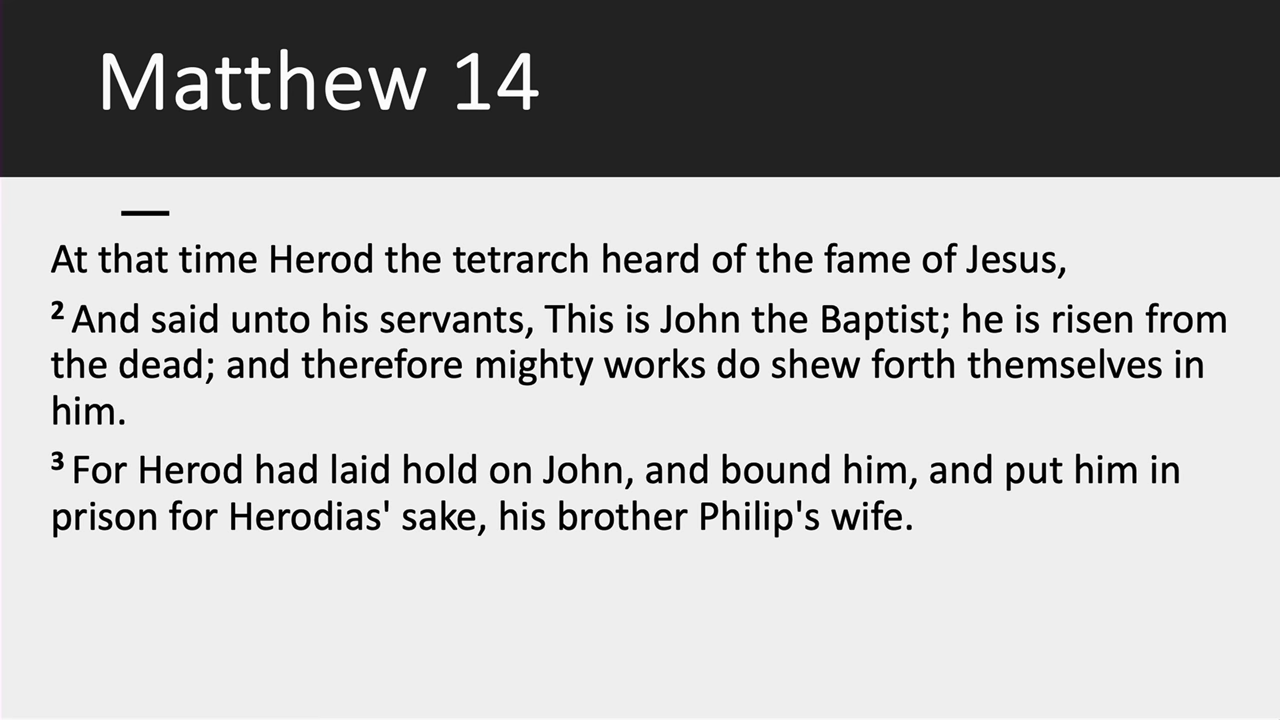 Matthew 14
At that time Herod the tetrarch heard of the fame of Jesus,
2 And said unto his servants, This is John the Baptist; he is risen from
the dead; and therefore mighty works do shew forth themselves in
him.
3 For Herod had laid hold on John, and bound him, and put him in
prison for Herodias' sake, his brother Philip's wife.